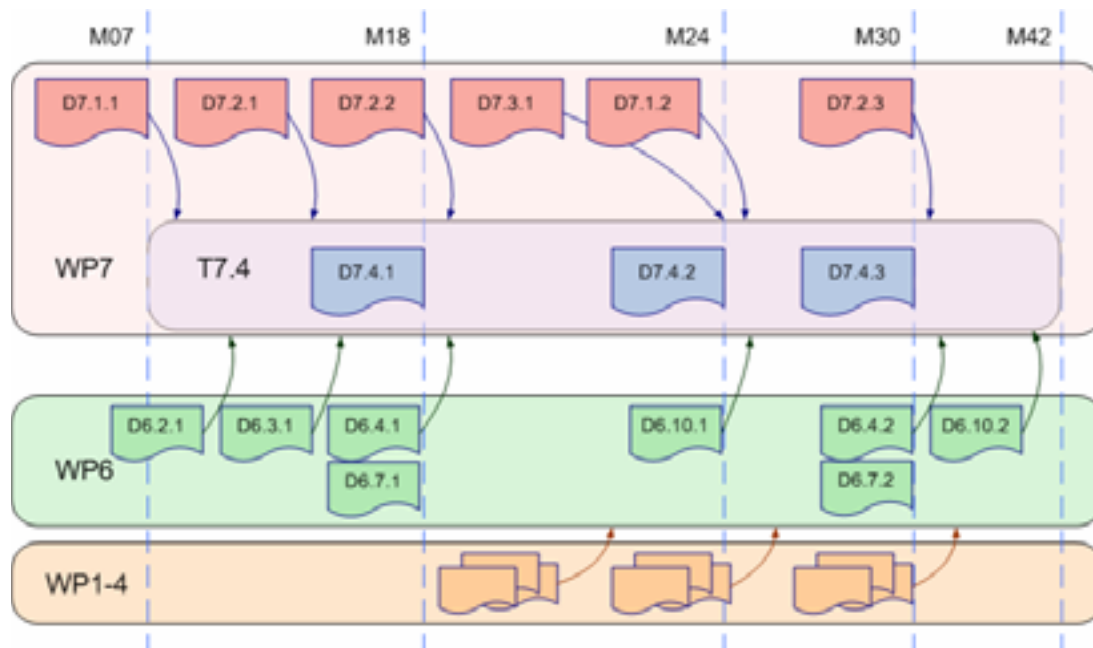 M07 M18 M24 M30 M42
D7.1.1 D7.2.1 D7.2.2 D7.3.1 D7.1.2 D7.2.3
WP7 T7.4 D7.4.1 D7.4.2 D7.4.3
D6.2.1 D6.3.1 D6.4.1 D6.10.1 D6.4.2 D6.10.2
WP6 D6.7.1 D6.7.2
WP1-4